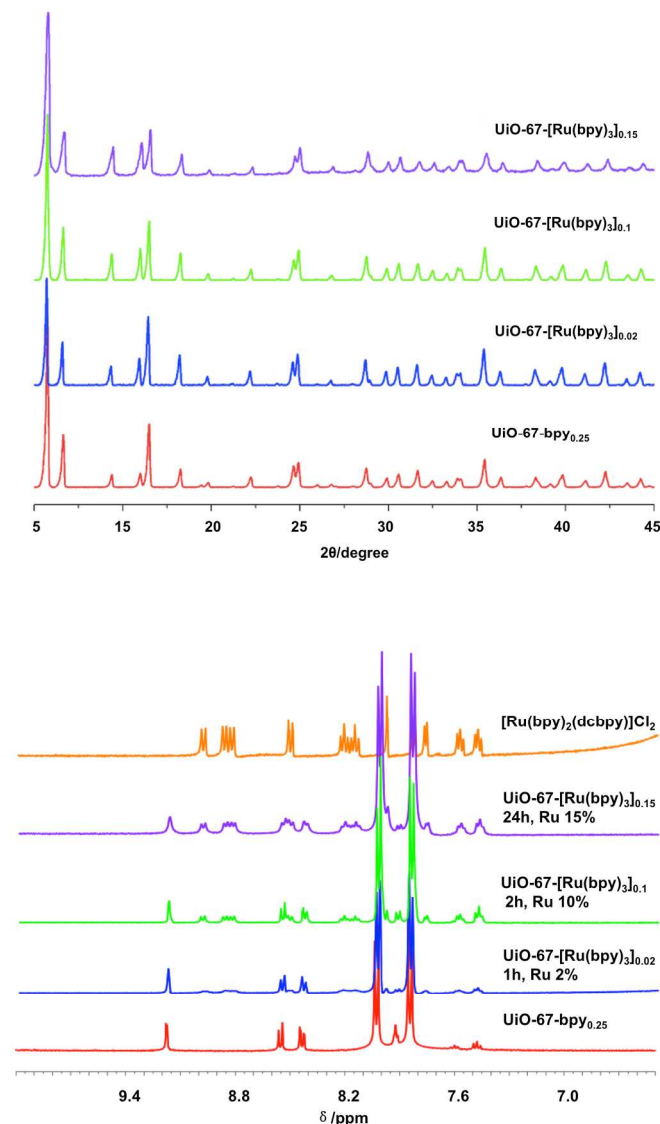 UiO-67-[Ru(bpy)₃]₀.₁₅
UiO-67-[Ru(bpy)₃]₀.₁
UiO-67-[Ru(bpy)₃]₀.₀₂
UiO-67-bpy₀.₂₅
5 15 20 25 30 35 40 45
2θ/degree
[Ru(bpy)₂(dcbpy)]Cl₂
UiO-67-[Ru(bpy)₃]₀.₁₅
24h, Ru 15%
UiO-67-[Ru(bpy)₃]₀.₁
2h, Ru 10%
UiO-67-[Ru(bpy)₃]₀.₀₂
1h, Ru 2%
UiO-67-bpy₀.₂₅
9.4 8.8 8.2 7.6 7.0
δ /ppm